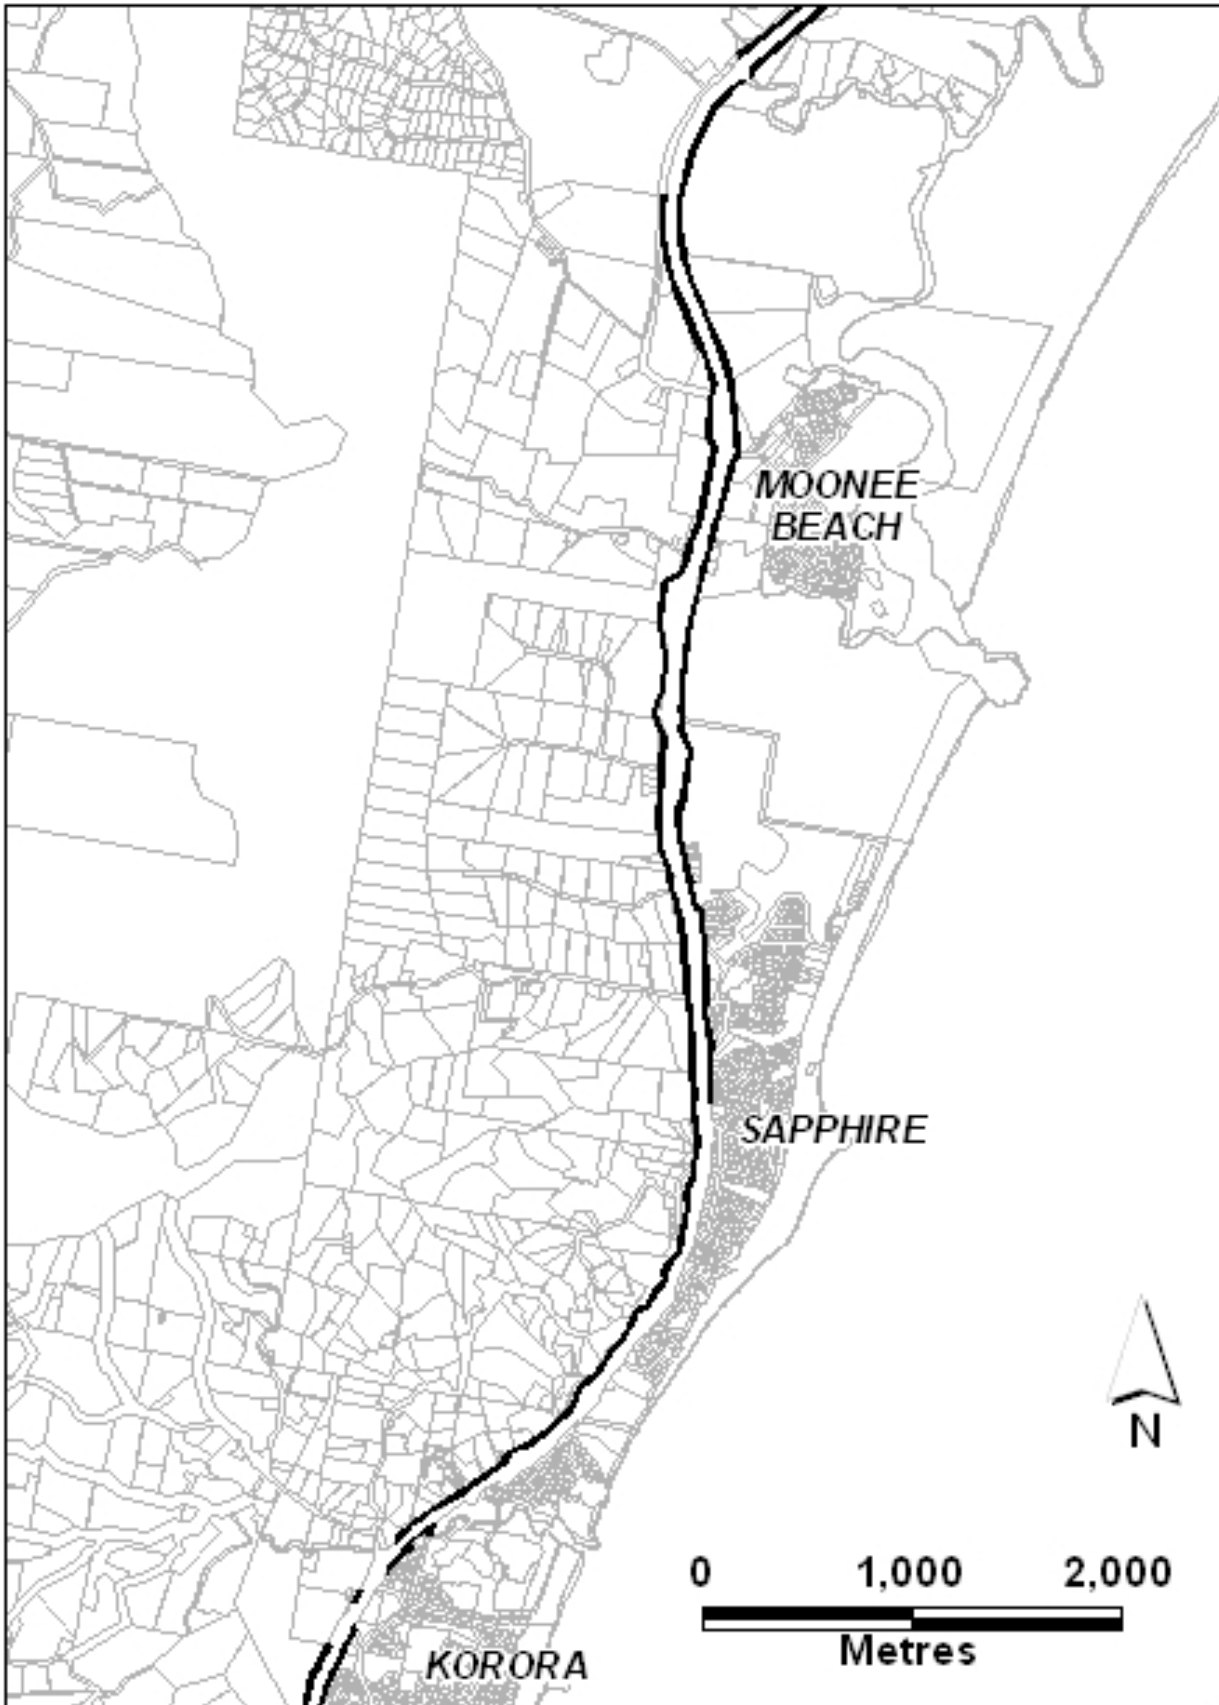 MOONEE
BEACH
SAPPHIRE
N
0 1,000 2,000
Metres
KORORA